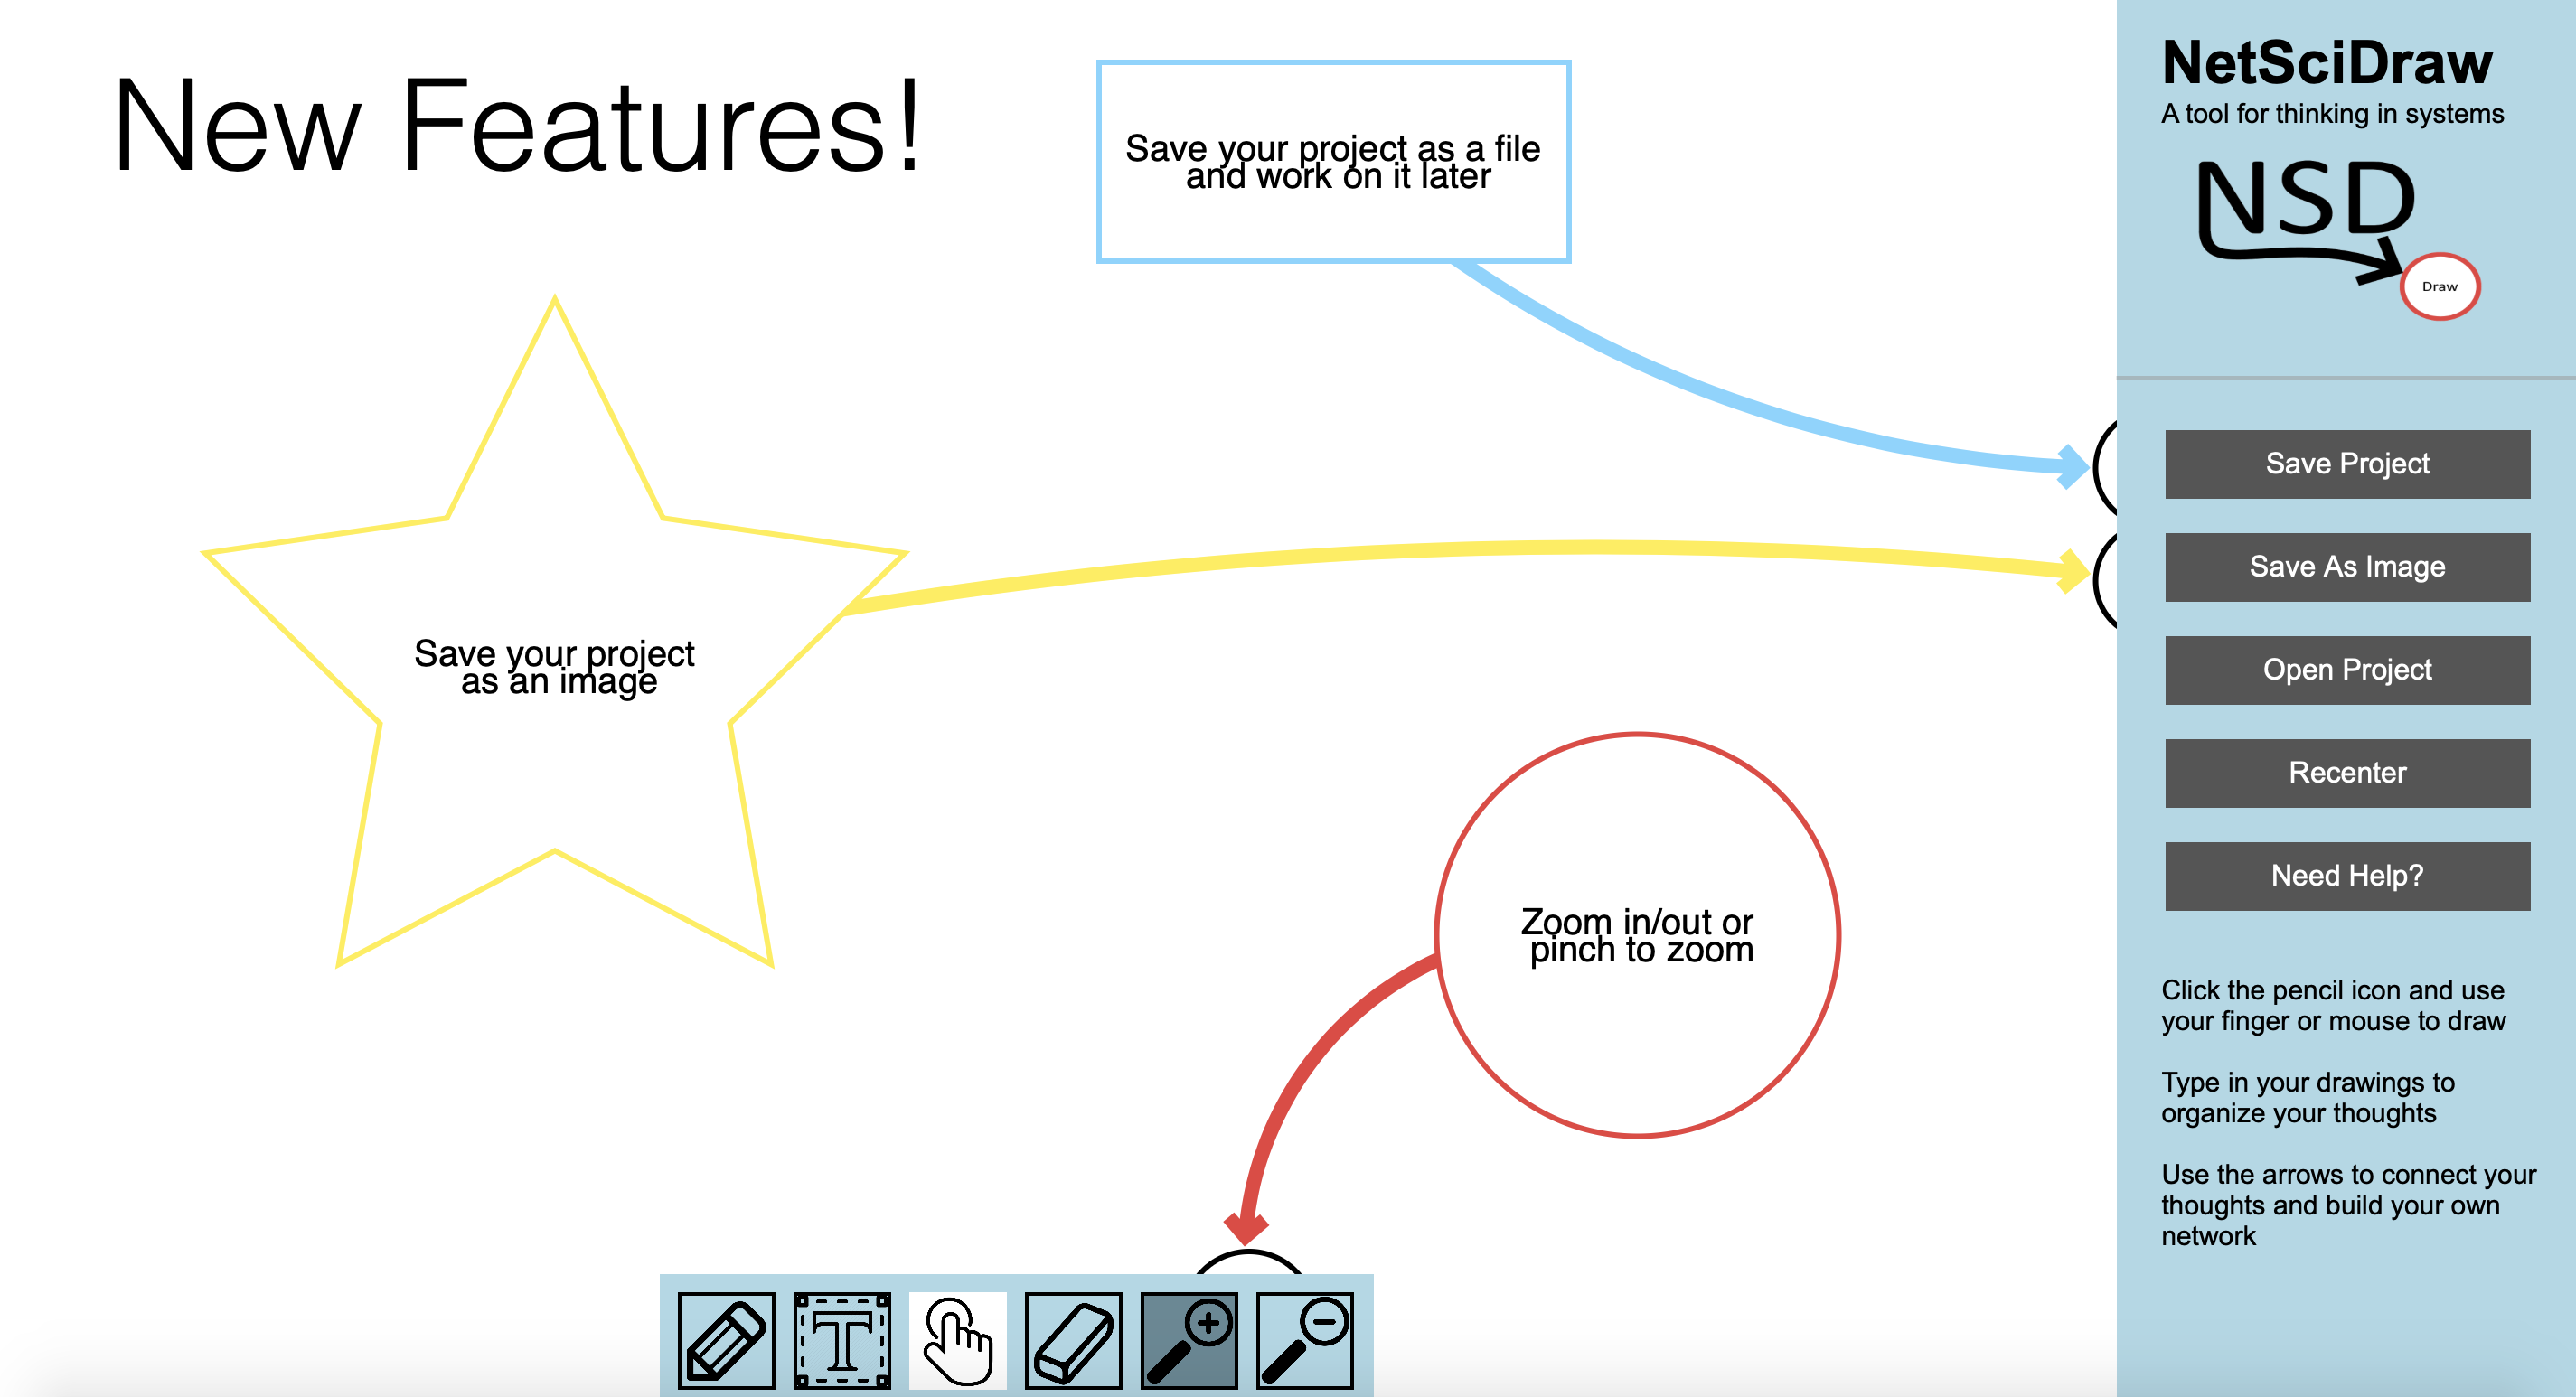 New Features!
Save your project as a file
and work on it later
Save your project
as an image
Zoom in/out or
pinch to zoom
T
NetSciDraw
A tool for thinking in systems
NSD
Draw
Save Project
Save As Image
Open Project
Recenter
Need Help?
Click the pencil icon and use
your finger or mouse to draw
Type in your drawings to
organize your thoughts
Use the arrows to connect your
thoughts and build your own
network